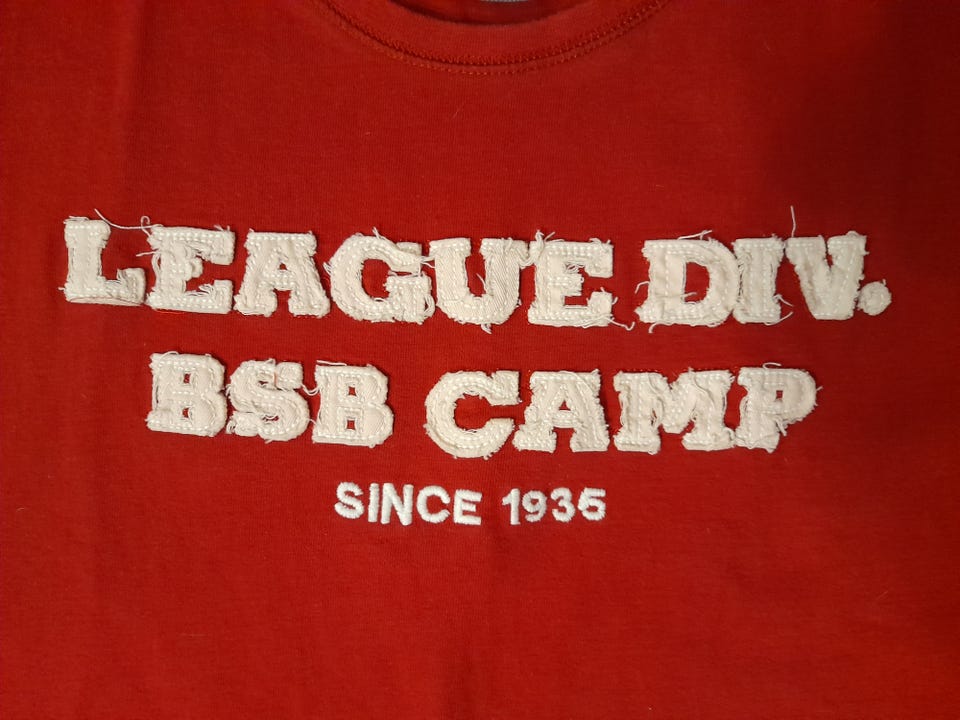 LEAGUE DIV.
BSB CAMP
SINCE 1935